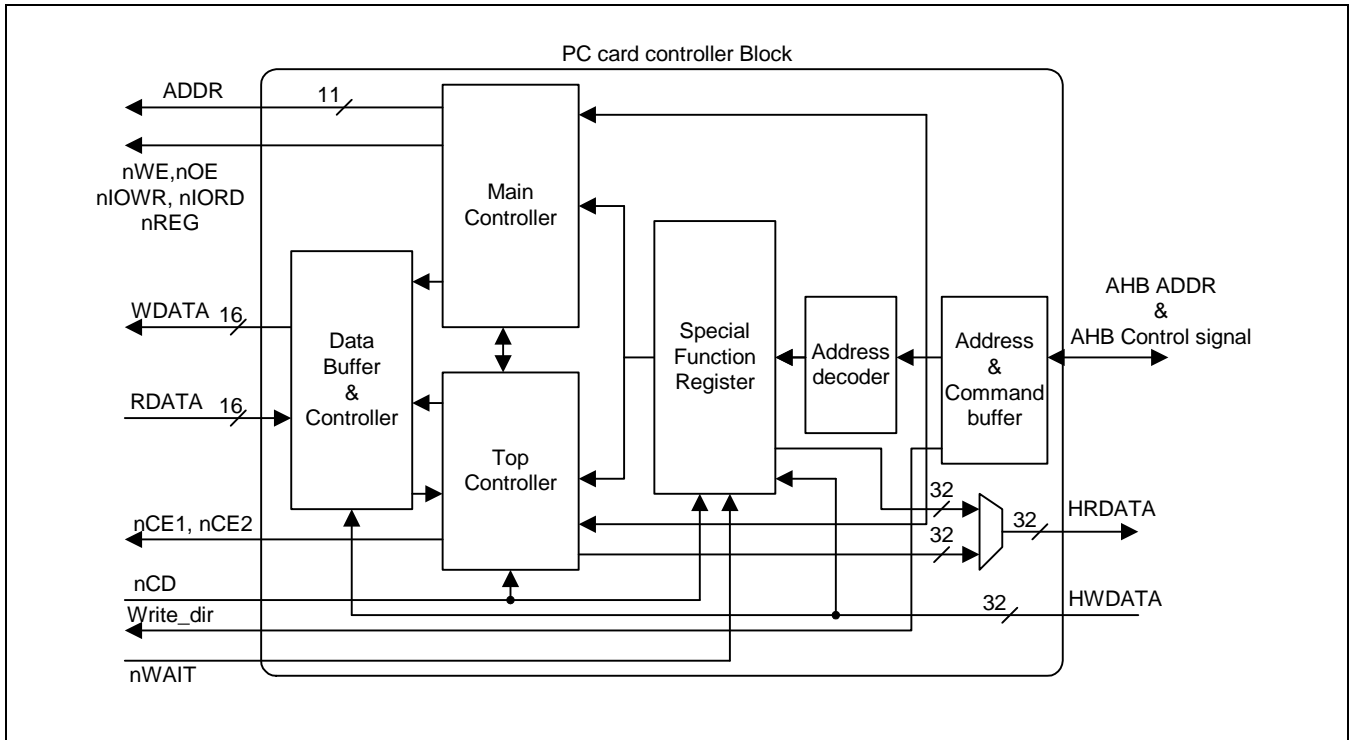 PC card controller Block
ADDR
11
nWE,nOE
nIOWR, nIORD
nREG
Main
Controller
WDATA
16
RDATA
16
Data
Buffer
&
Controller
Special
Function
Register
Address
decoder
Address
&
Command
buffer
AHB ADDR
&
AHB Control signal
Top
Controller
nCE1, nCE2
32
32
32
HRDATA
nCD
Write_dir
32
HWDATA
nWAIT